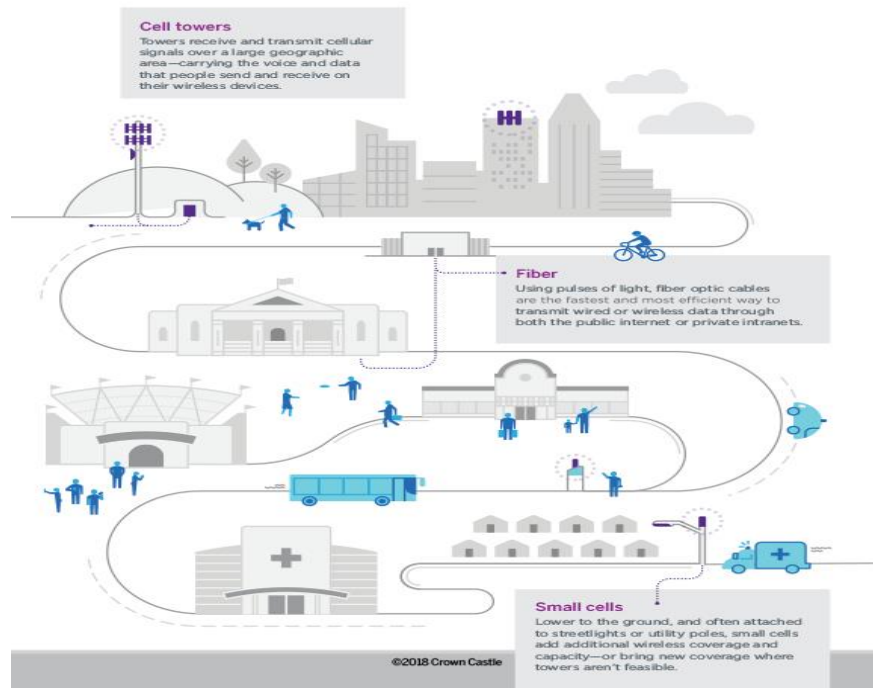 Cell towers
Towers receive and transmit cellular
signals over a large geographic
area—carrying the voice and data
that people send and receive on
their wireless devices.
Fiber
Using pulses of light, fiber optic cables
are the fastest and most efficient way to
transmit wired or wireless data through
both the public internet or private intranets.
Small cells
Lower to the ground, and often attached
to streetlights or utility poles, small cells
add additional wireless coverage and
capacity—or bring new coverage where
towers aren't feasible.
©2018 Crown Castle